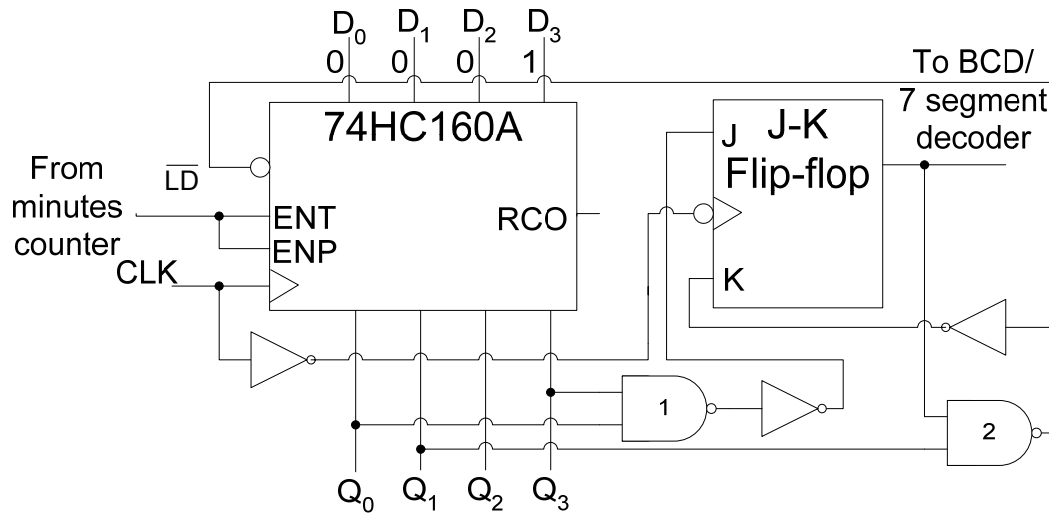 D0 D1 D2 D3
0 0 0 1
To BCD/
7 segment
decoder
74HC160A
J-K
Flip-flop
J
K
From
minutes
counter
LD
ENT
ENP
RCO
CLK
1
2
Q0 Q1 Q2 Q3